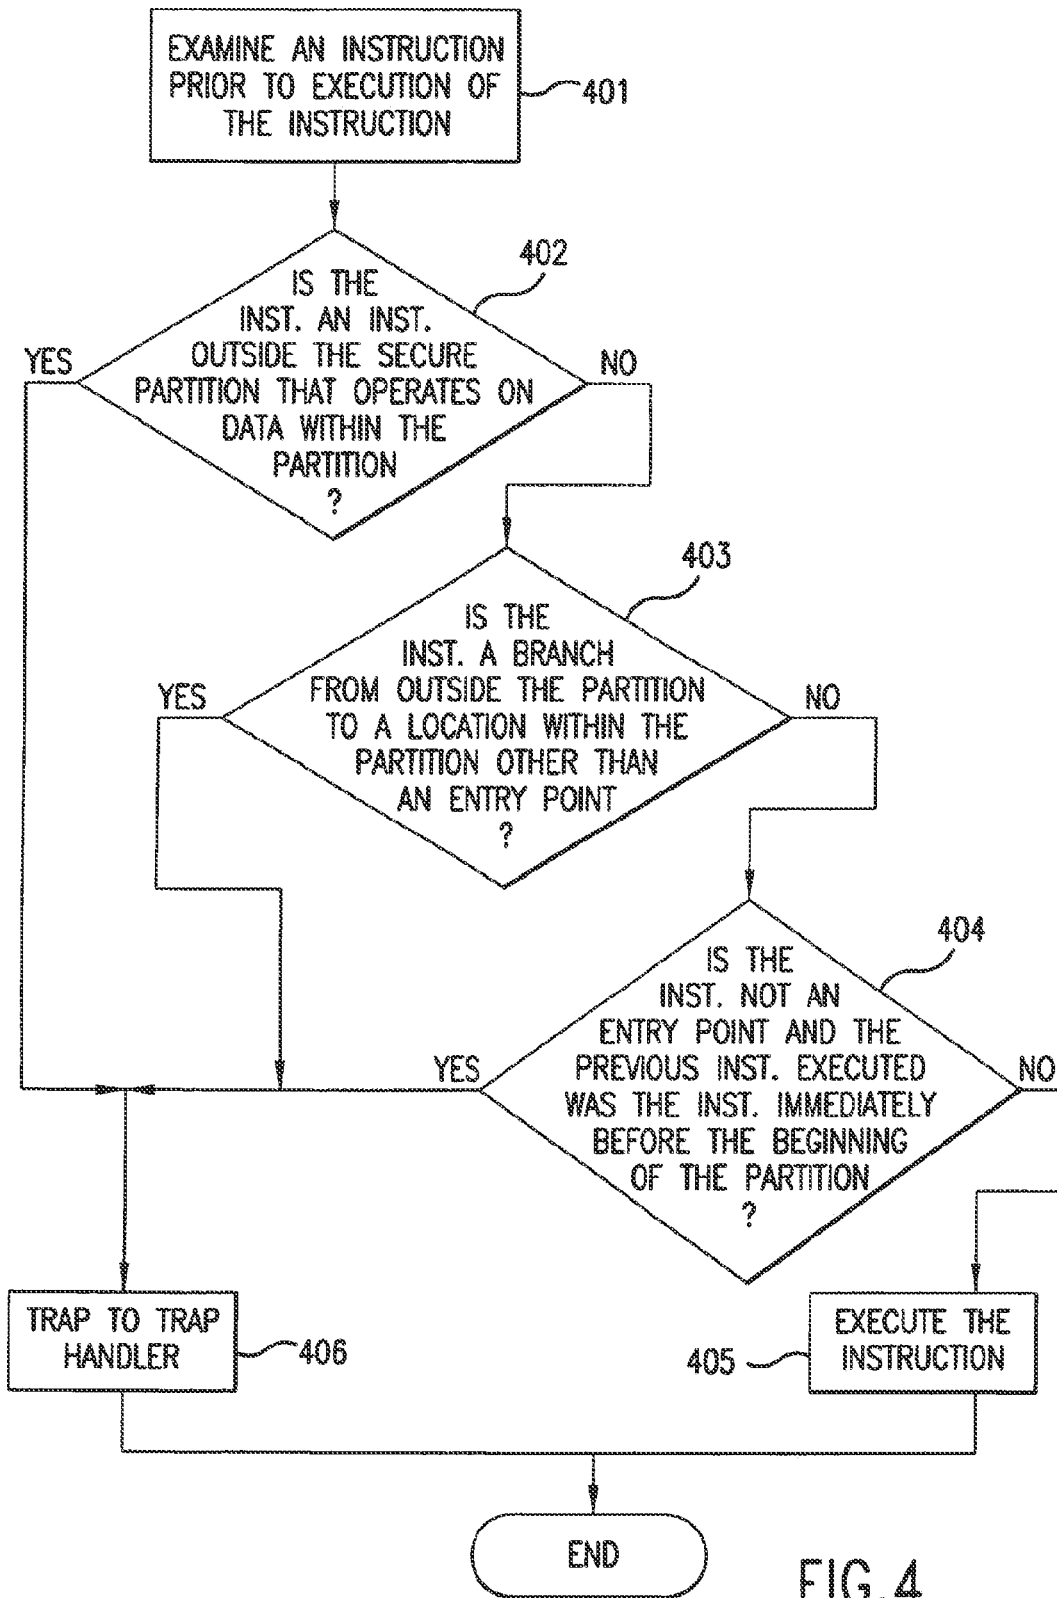 EXAMINE AN INSTRUCTION
PRIOR TO EXECUTION OF
THE INSTRUCTION
401
402
IS THE
INST. AN INST.
OUTSIDE THE SECURE
PARTITION THAT OPERATES ON
DATA WITHIN THE
PARTITION
?
YES
NO
403
IS THE
INST. A BRANCH
FROM OUTSIDE THE PARTITION
TO A LOCATION WITHIN THE
PARTITION OTHER THAN
AN ENTRY POINT
?
YES
NO
404
IS THE
INST. NOT AN
ENTRY POINT AND THE
PREVIOUS INST. EXECUTED
WAS THE INST. IMMEDIATELY
BEFORE THE BEGINNING
OF THE PARTITION
?
YES
NO
TRAP TO TRAP
HANDLER
406
405
EXECUTE THE
INSTRUCTION
END
FIG.4